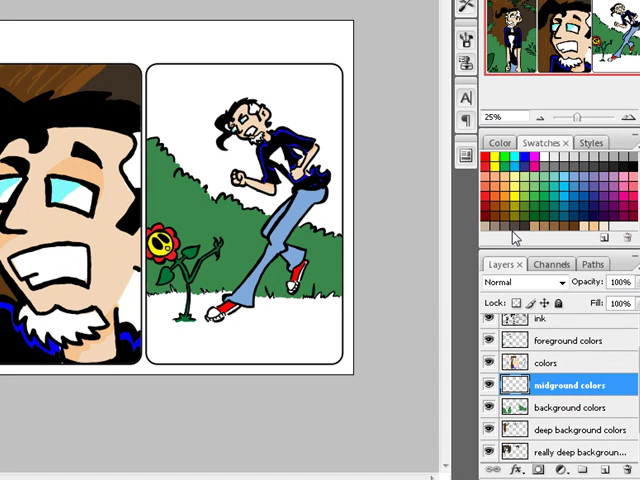 25%
Color Swatches × Styles
Layers × Channels Paths
Normal Opacity: 100%
Lock: Fill: 100%
ink
foreground colors
colors
midground colors
background colors
deep background colors
really deep backgroun...
fx.